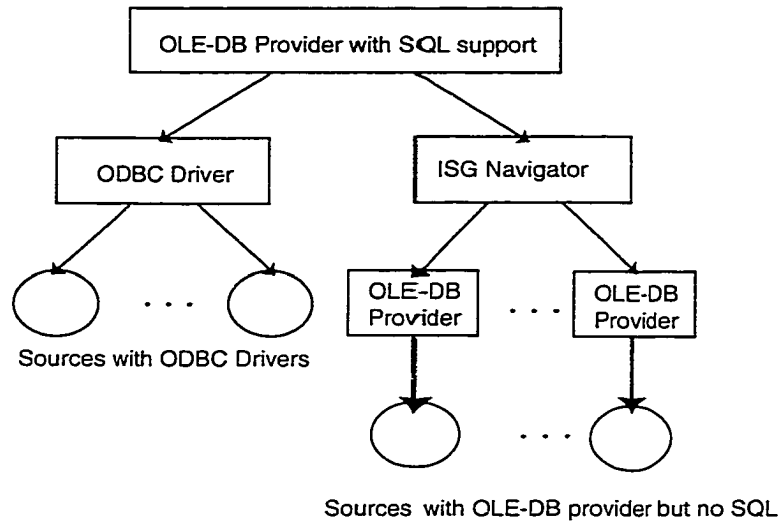 OLE-DB Provider with SQL support
ODBC Driver
ISG Navigator
OLE-DB
Provider
. . .
OLE-DB
Provider
. . .
Sources with ODBC Drivers
. . .
Sources with OLE-DB provider but no SQL